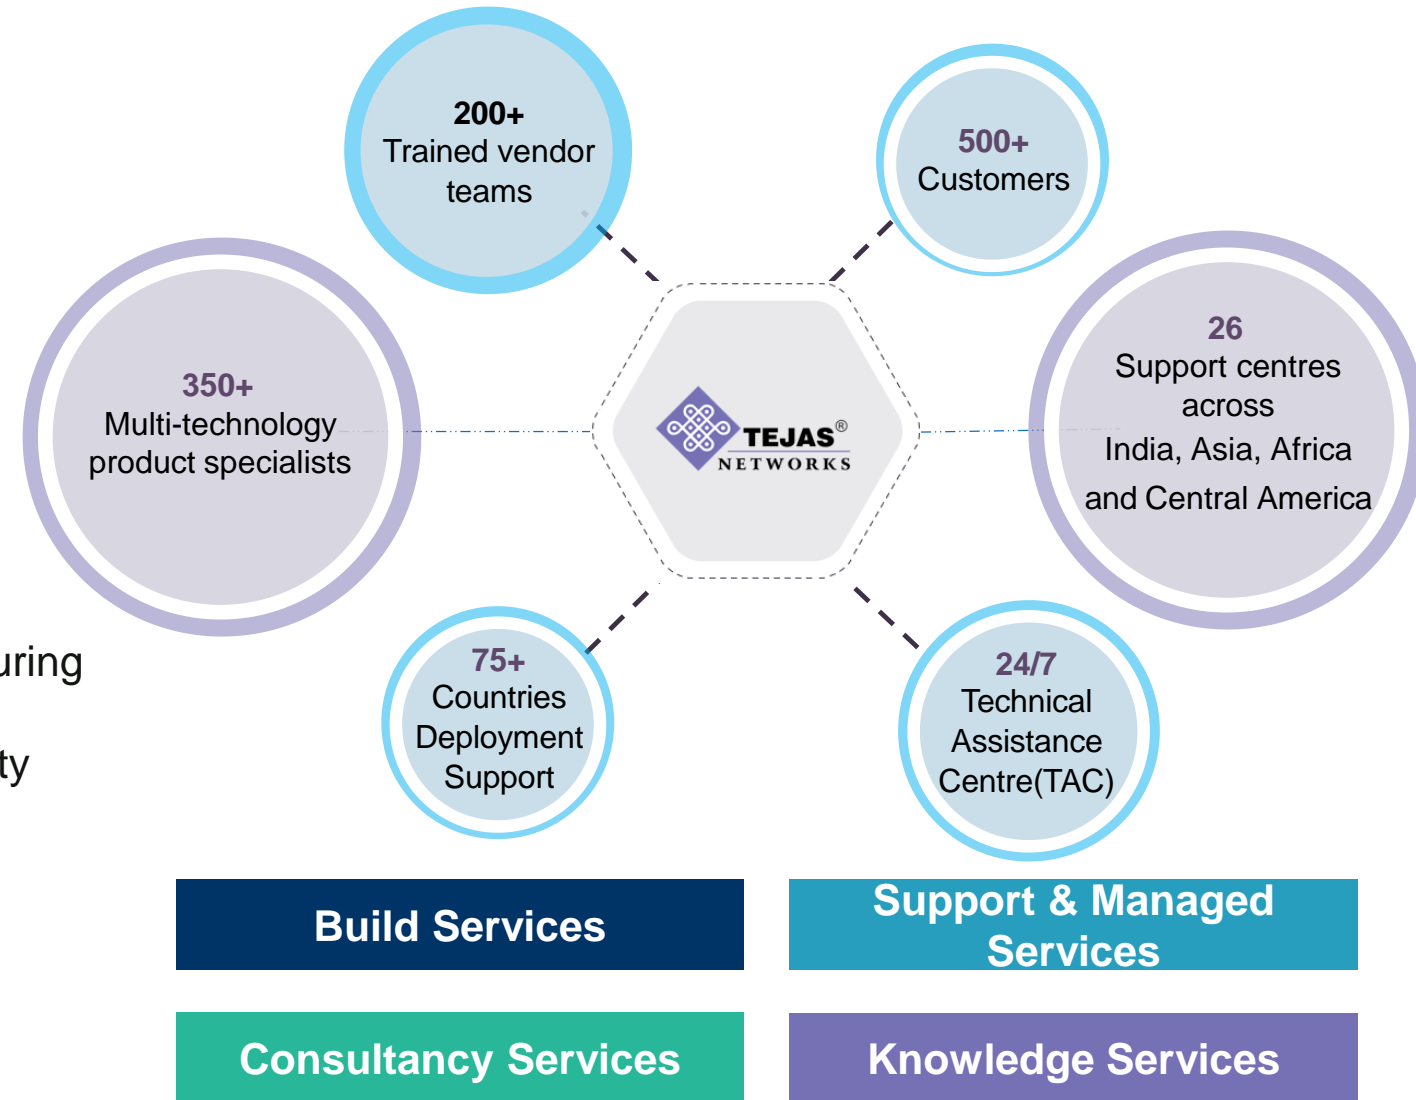 200+
Trained vendor
teams
500+
Customers
350+
Multi-technology
product specialists
TEJAS®
NETWORKS
26
Support centres
across
India, Asia, Africa
and Central America
uring
ty
75+
Countries
Deployment
Support
24/7
Technical
Assistance
Centre(TAC)
Build Services
Support & Managed
Services
Consultancy Services
Knowledge Services